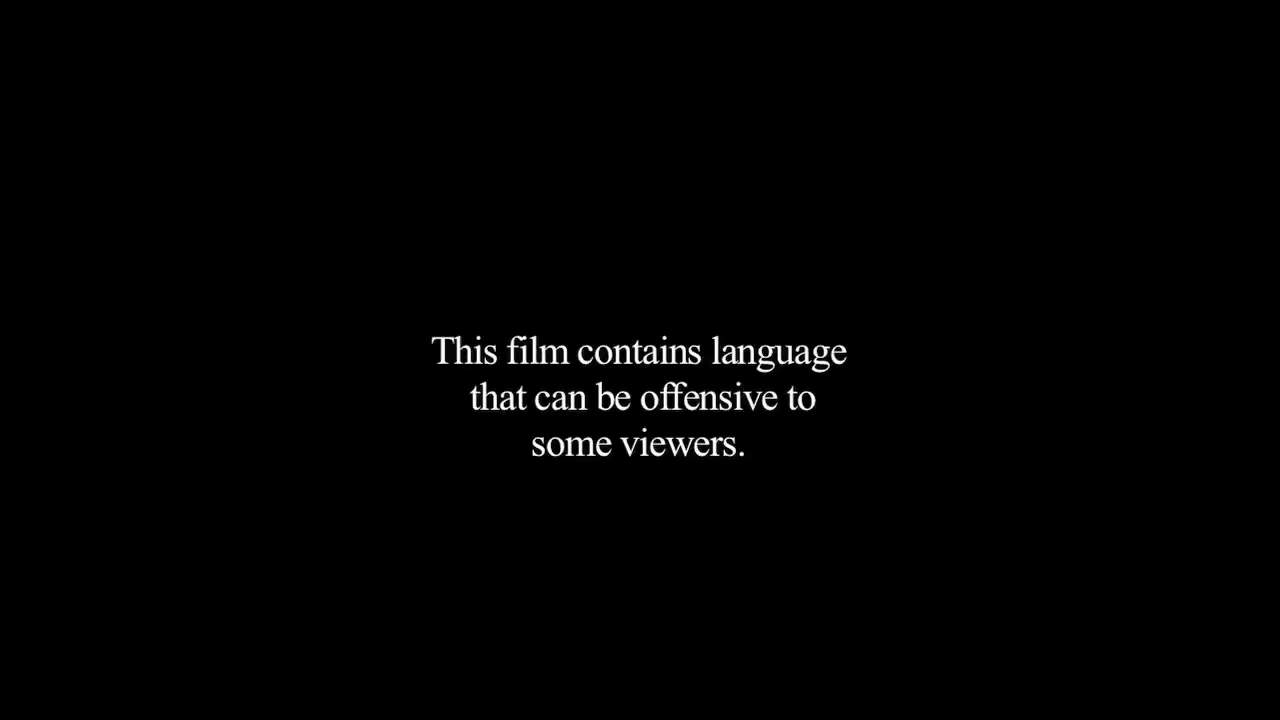 This film contains language
that can be offensive to
some viewers.